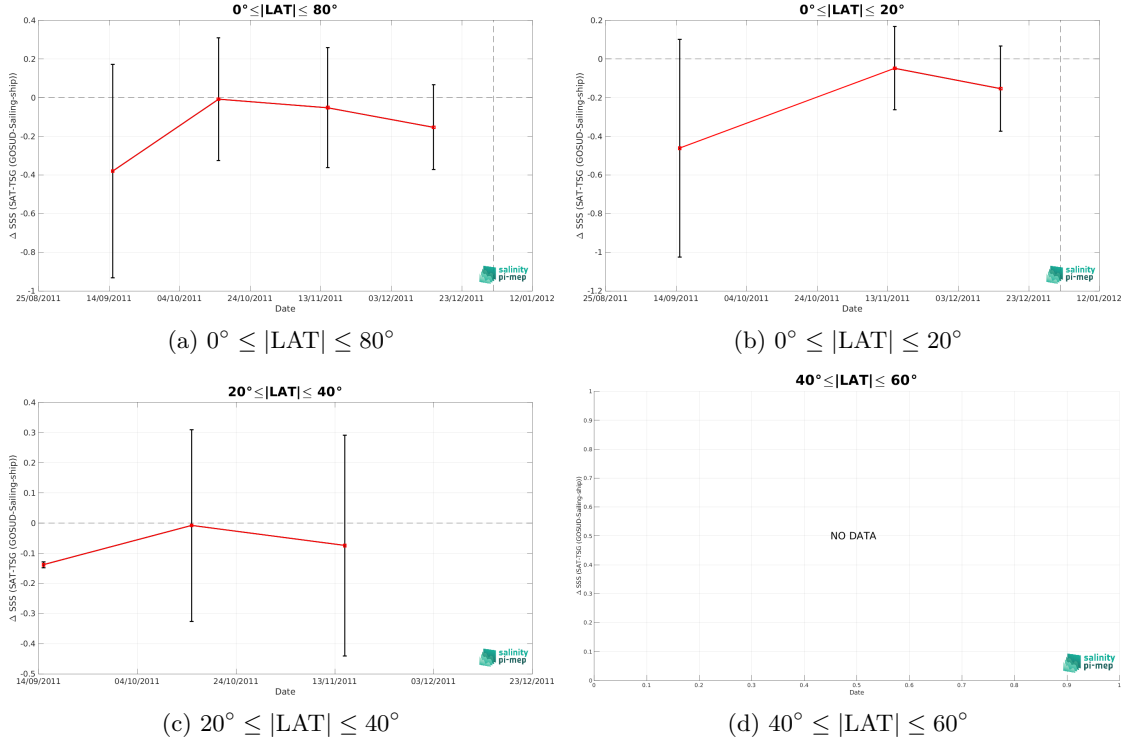 0°≤|LAT|≤ 80°
0.4
0.2
0
-0.2
-0.4
-0.6
-0.8
-1
Δ SSS (SAT-TSG (GOSUD-Sailing-ship))
25/08/2011 14/09/2011 04/10/2011 24/10/2011 13/11/2011 03/12/2011 23/12/2011 12/01/2012
Date
salinity
pi-mep
(a) 0° ≤ |LAT| ≤ 80°
0°≤|LAT|≤ 20°
0.2
0
-0.2
-0.4
-0.6
-0.8
-1
-1.2
Δ SSS (SAT-TSG (GOSUD-Sailing-ship))
25/08/2011 14/09/2011 04/10/2011 24/10/2011 13/11/2011 03/12/2011 23/12/2011 12/01/2012
Date
salinity
pi-mep
(b) 0° ≤ |LAT| ≤ 20°
20°≤|LAT|≤ 40°
0.4
0.3
0.2
0.1
0
-0.1
-0.2
-0.3
-0.4
-0.5
Δ SSS (SAT-TSG (GOSUD-Sailing-ship))
14/09/2011 04/10/2011 24/10/2011 13/11/2011 03/12/2011 23/12/2011
Date
salinity
pi-mep
(c) 20° ≤ |LAT| ≤ 40°
40°≤|LAT|≤ 60°
1
0.9
0.8
0.7
0.6
0.5
0.4
0.3
0.2
0.1
0
Δ SSS (SAT-TSG (GOSUD-Sailing-ship))
NO DATA
0 0.1 0.2 0.3 0.4 0.5 0.6 0.7 0.8 0.9 1
Date
salinity
pi-mep
(d) 40° ≤ |LAT| ≤ 60°